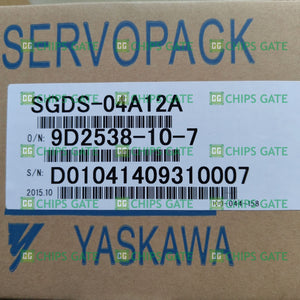 SERVOPACK
SGDS-04A12A
O/N: 9D2538-10-7
S/N: D01041409310007
2015.10
YASKAWA
CHIPS GATE
CHIPS GATE
CHIPS GATE
CHIPS GATE